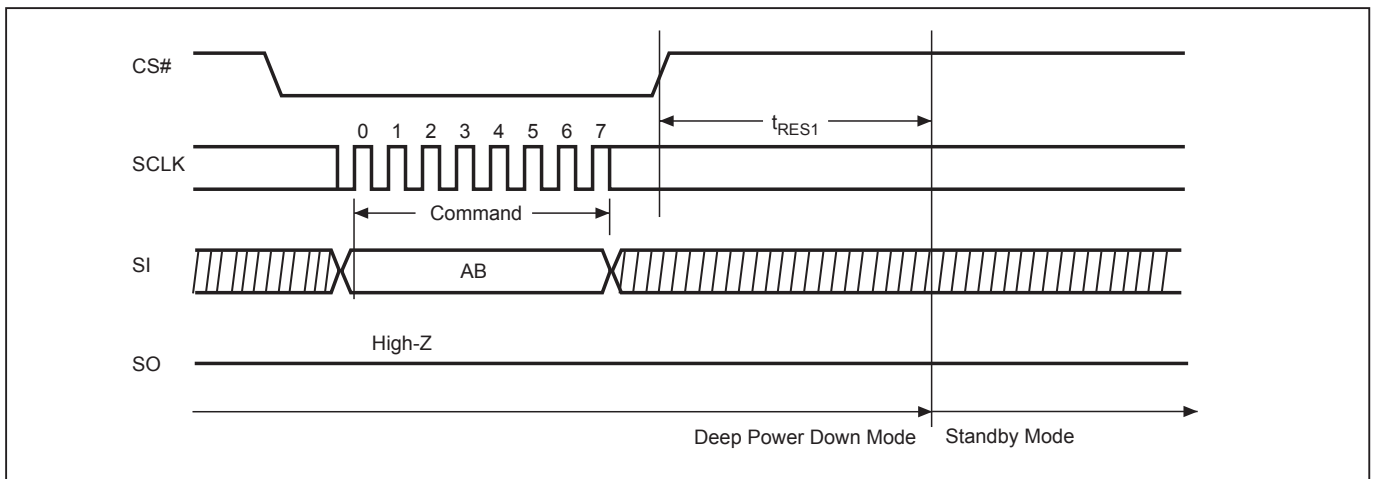 CS#
tRES1
0 1 2 3 4 5 6 7
SCLK
Command
SI
AB
High-Z
SO
Deep Power Down Mode Standby Mode